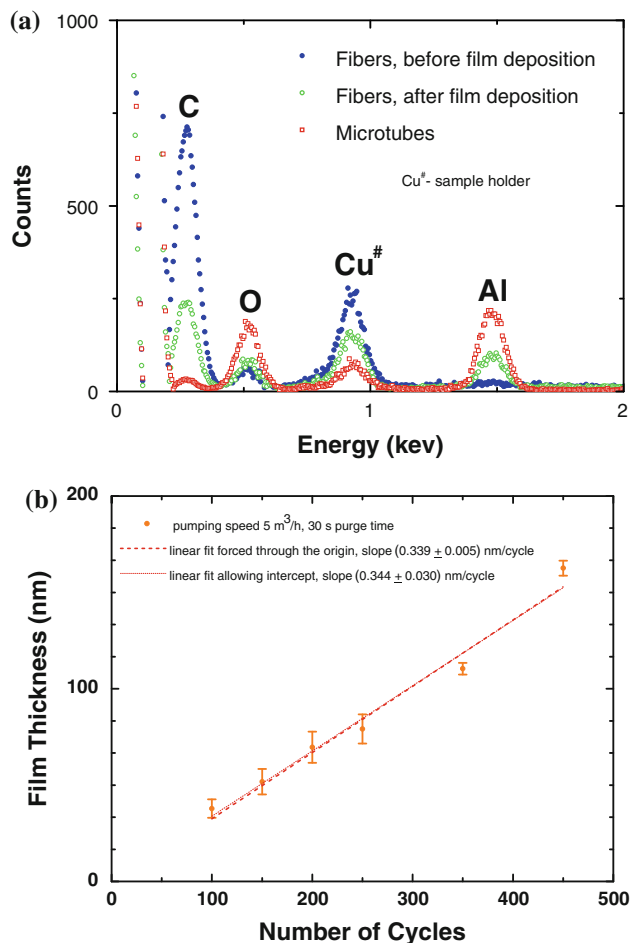 (a)
1000
500
0
Counts
C
O
Cu#
Al
Fibers, before film deposition
Fibers, after film deposition
Microtubes
Cu#- sample holder
0
1
2
Energy (kev)
(b)
200
100
0
Film Thickness (nm)
pumping speed 5 m3/h, 30 s purge time
linear fit forced through the origin, slope (0.339 ± 0.005) nm/cycle
linear fit allowing intercept, slope (0.344 ± 0.030) nm/cycle
0
100
200
300
400
500
Number of Cycles